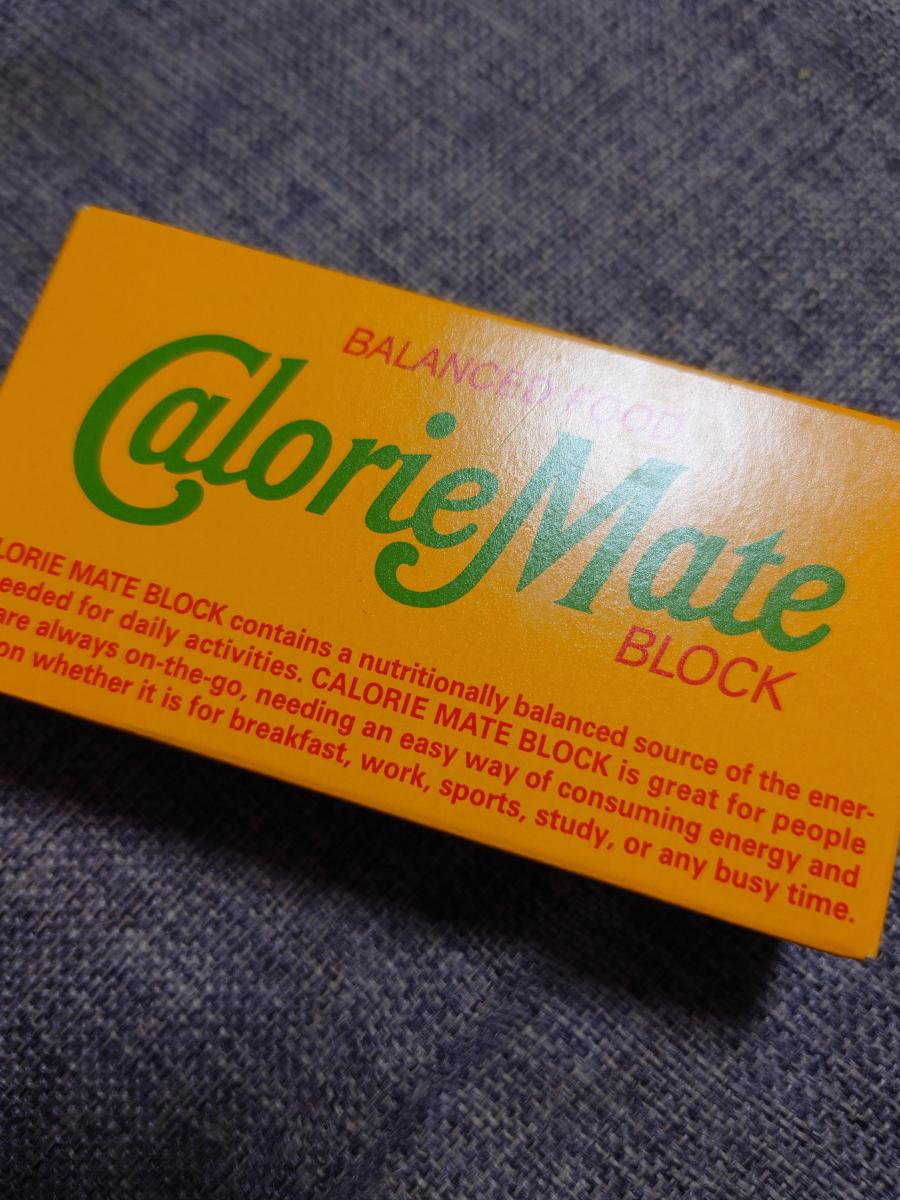 BALANCED FOOD
CalorieMate
BLOCK
LORIE MATE BLOCK contains a nutritionally balanced source of the ener-
eeded for daily activities. CALORIE MATE BLOCK is great for people
are always on-the-go, needing an easy way of consuming energy and
on whether it is for breakfast, work, sports, study, or any busy time.